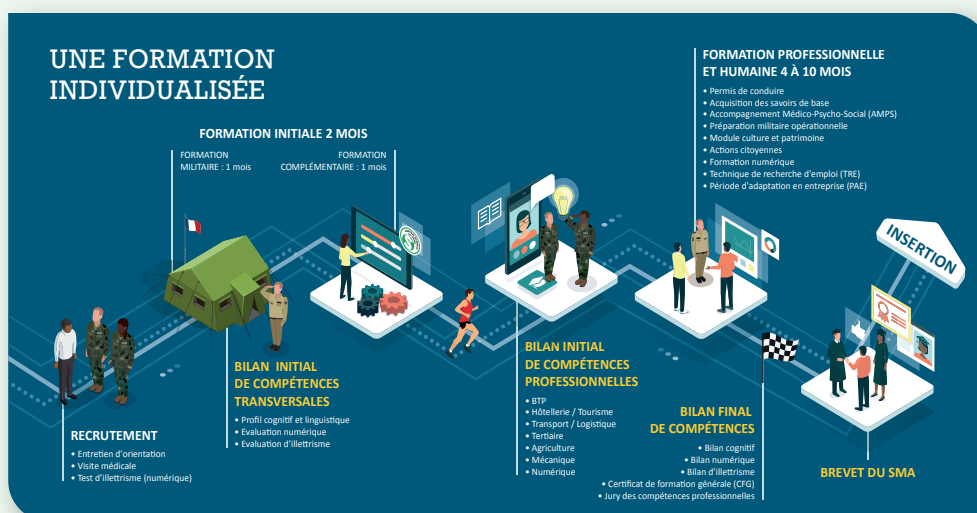 UNE FORMATION
INDIVIDUALISÉE
FORMATION INITIALE 2 MOIS
FORMATION
MILITAIRE : 1 mois
FORMATION
COMPLÉMENTAIRE : 1 mois
FORMATION PROFESSIONNELLE
ET HUMAINE 4 À 10 MOIS
• Permis de conduire
• Acquisition des savoirs de base
• Accompagnement Médico-Psycho-Social (AMPS)
• Préparation militaire opérationnelle
• Module culture et patrimoine
• Actions citoyennes
• Formation numérique
• Technique de recherche d'emploi (TRE)
• Période d'adaptation en entreprise (PAE)
INSERTION
RECRUTEMENT
• Entretien d'orientation
• Visite médicale
• Test d'illettrisme (numérique)
BILAN INITIAL
DE COMPÉTENCES
TRANSVERSALES
• Profil cognitif et linguistique
• Evaluation numérique
• Evaluation d'illetrisme
BILAN INITIAL
DE COMPÉTENCES
PROFESSIONNELLES
• BTP
• Hôtellerie / Tourisme
• Transport / Logistique
• Tertiaire
• Agriculture
• Mécanique
• Numérique
BILAN FINAL
DE COMPÉTENCES
• Bilan cognitif
• Bilan numérique
• Bilan d'illettrisme
• Certificat de formation générale (CFG)
• Jury des compétences professionnelles
BREVET DU SMA